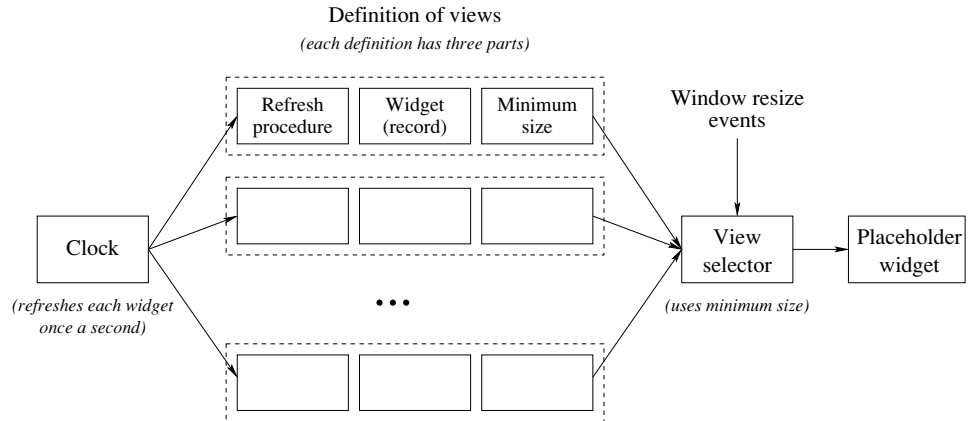 Definition of views
(each definition has three parts)
Refresh
procedure
Widget
(record)
Minimum
size
Window resize
events
Clock
(refreshes each widget
once a second)
View
selector
(uses minimum size)
Placeholder
widget
...